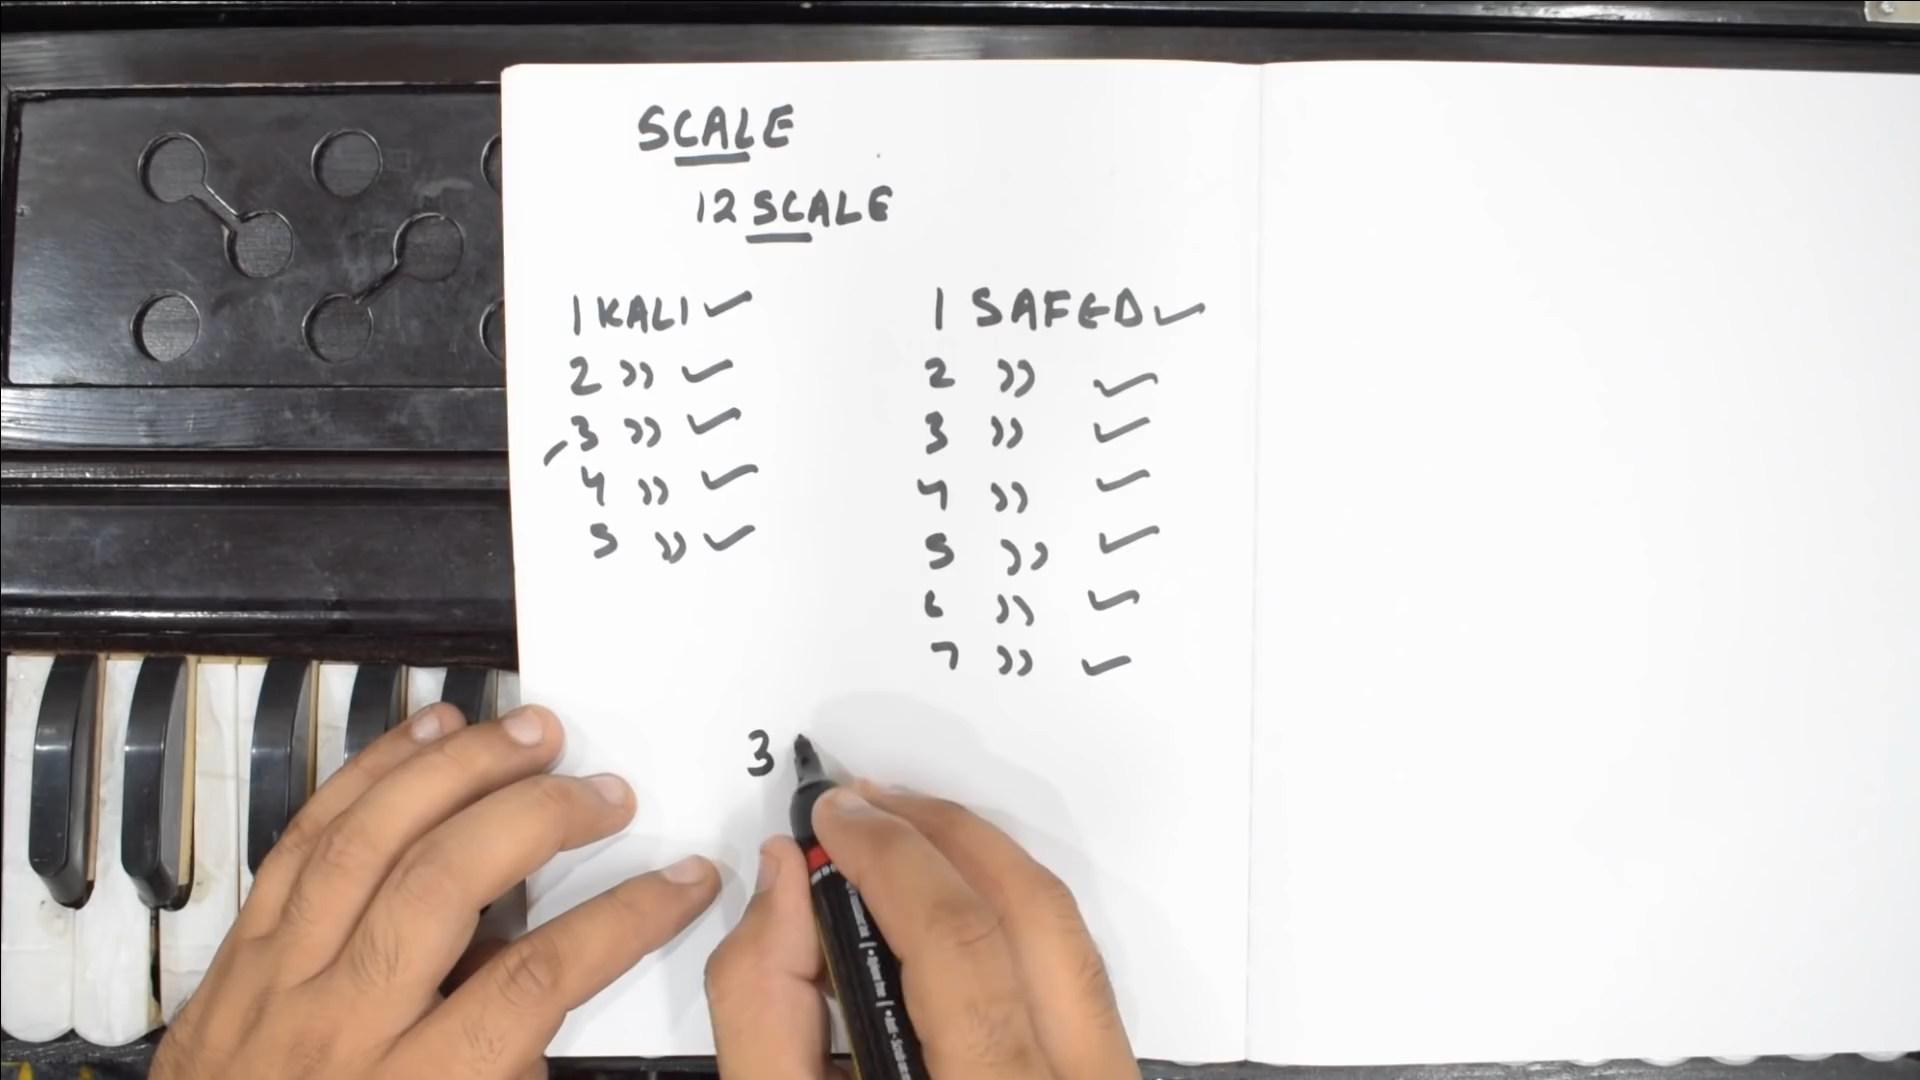 SCALE
12 SCALE
1 KALI ✓
2 " ✓
3 " ✓
4 " ✓
5 " ✓
1 SAFED ✓
2 " ✓
3 " ✓
4 " ✓
5 " ✓
6 " ✓
7 " ✓
3